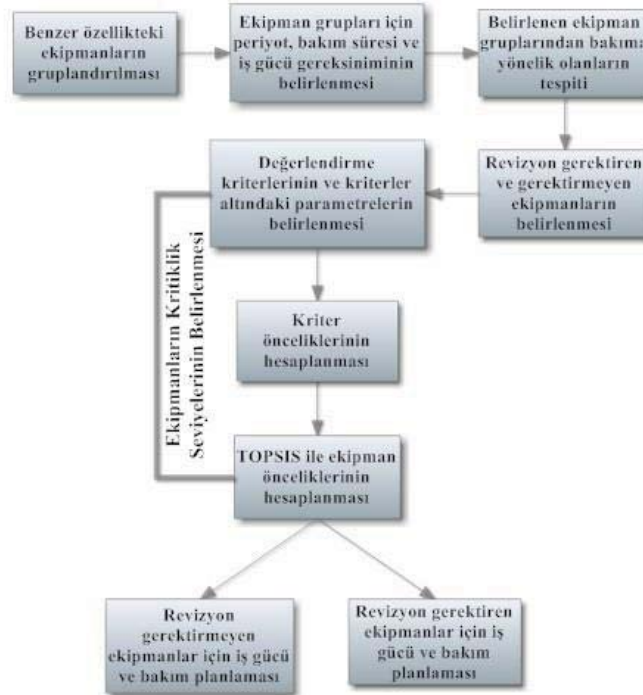 Benzer özellikteki
ekipmanların
gruplandırılması
Ekipman grupları için
periyot, bakım süresi ve
iş gücü gereksiniminin
belirlenmesi
Belirlenen ekipman
gruplarından bakıma
yönelik olanların
tespiti
Revizyon gerektiren
ve gerektirmeyen
ekipmanların
belirlenmesi
Değerlendirme
kriterlerinin ve kriterler
altındaki parametrelerin
belirlenmesi
Ekipmanların Kritiklik
Seviyelerinin Belirlenmesi
Kriter
önceliklerinin
hesaplanması
TOPSIS ile ekipman
önceliklerinin
hesaplanması
Revizyon
gerektirmeyen
ekipmanlar için iş gücü
ve bakım planlaması
Revizyon gerektiren
ekipmanlar için iş
gücü ve bakım
planlaması